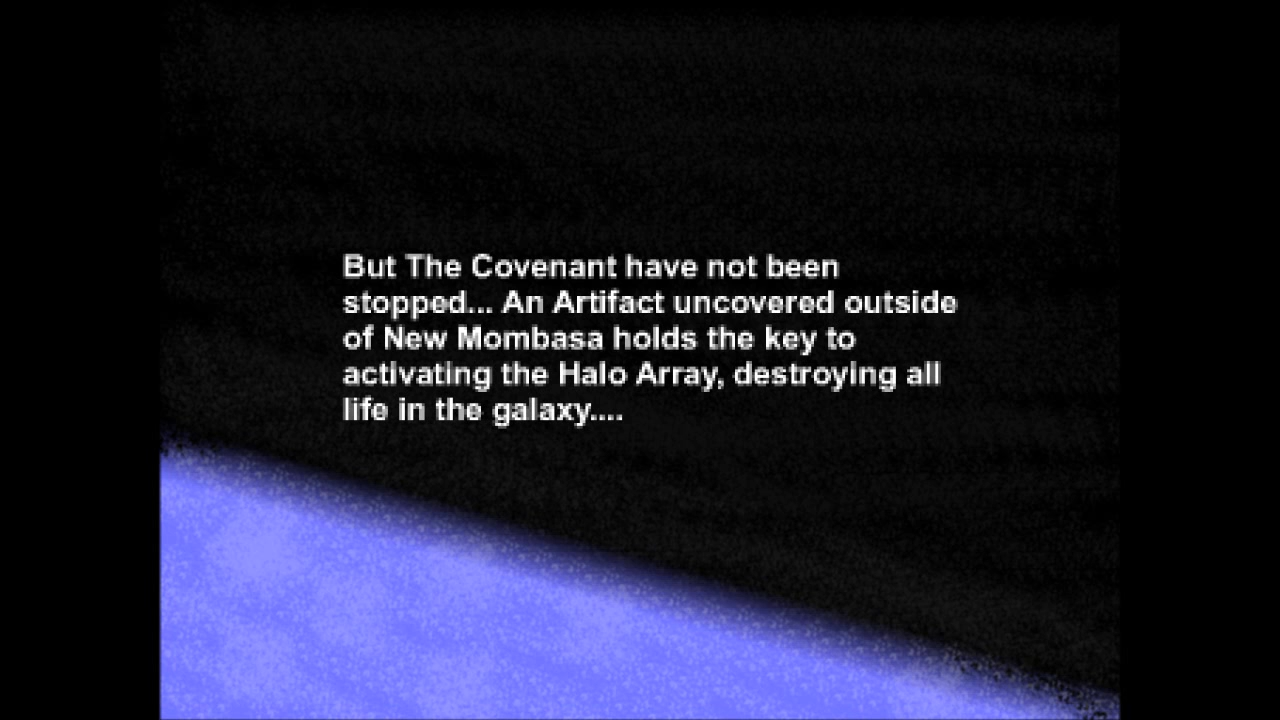 But The Covenant have not been
stopped... An Artifact uncovered outside
of New Mombasa holds the key to
activating the Halo Array, destroying all
life in the galaxy....